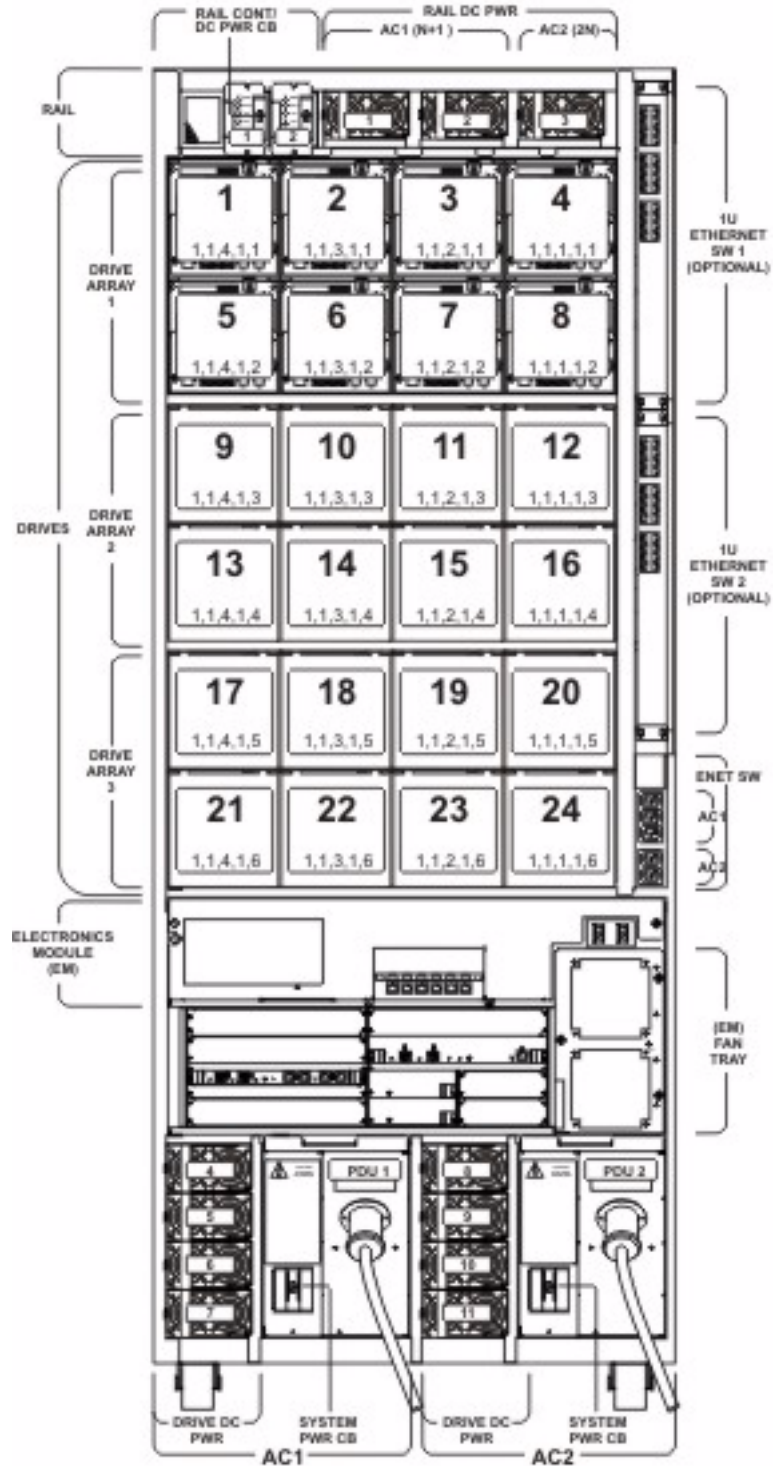 RAIL CONT/
DC PWR CB
RAIL DC PWR
AC1 (N+1 )
AC2 (2N)
RAIL
1
2
1
2
3
1U
ETHERNET
SW 1
(OPTIONAL)
DRIVES
DRIVE
ARRAY
1
1
2
3
4
1,1,4,1,1
1,1,3,1,1
1,1,2,1,1
1,1,1,1,1
5
6
7
8
1,1,4,1,2
1,1,3,1,2
1,1,2,1,2
1,1,1,1,2
DRIVE
ARRAY
2
9
10
11
12
1,1,4,1,3
1,1,3,1,3
1,1,2,1,3
1,1,1,1,3
13
14
15
16
1,1,4,1,4
1,1,3,1,4
1,1,2,1,4
1,1,1,1,4
1U
ETHERNET
SW 2
(OPTIONAL)
DRIVE
ARRAY
3
17
18
19
20
1,1,4,1,5
1,1,3,1,5
1,1,2,1,5
1,1,1,1,5
21
22
23
24
1,1,4,1,6
1,1,3,1,6
1,1,2,1,6
1,1,1,1,6
ENET SW
AC1
AC2
ELECTRONICS
MODULE
(EM)
(EM)
FAN
TRAY
4
5
6
7
PDU 1
8
9
10
11
PDU 2
DRIVE DC
PWR
SYSTEM
PWR CB
DRIVE DC
PWR
SYSTEM
PWR CB
AC1
AC2